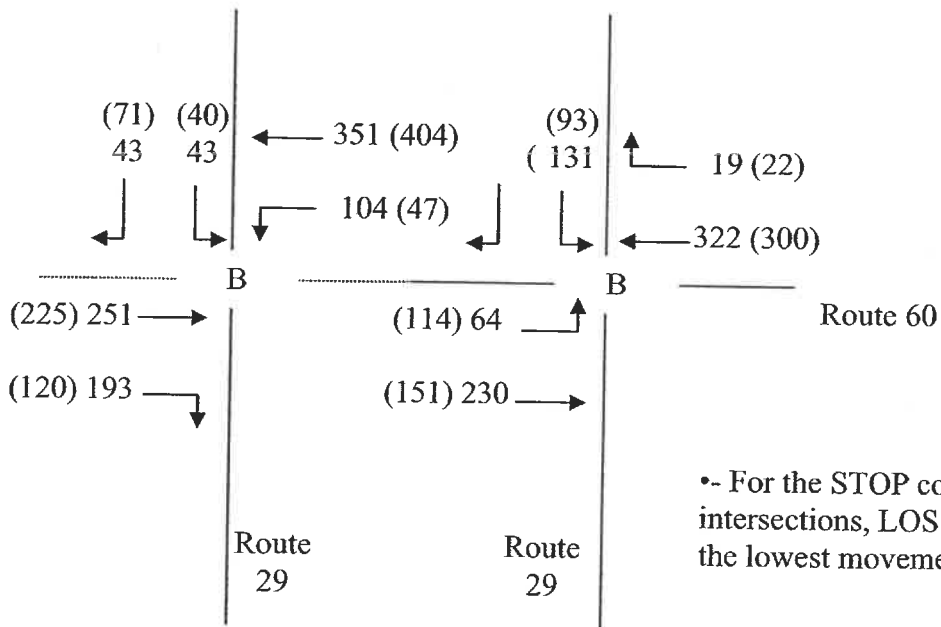 (71) (40)
43 43
351 (404)
104 (47)
(93)
( 131
19 (22)
322 (300)
B
B
(225) 251
(114) 64
Route 60
(120) 193
(151) 230
•- For the STOP co
intersections, LOS
the lowest moveme
Route
29
Route
29